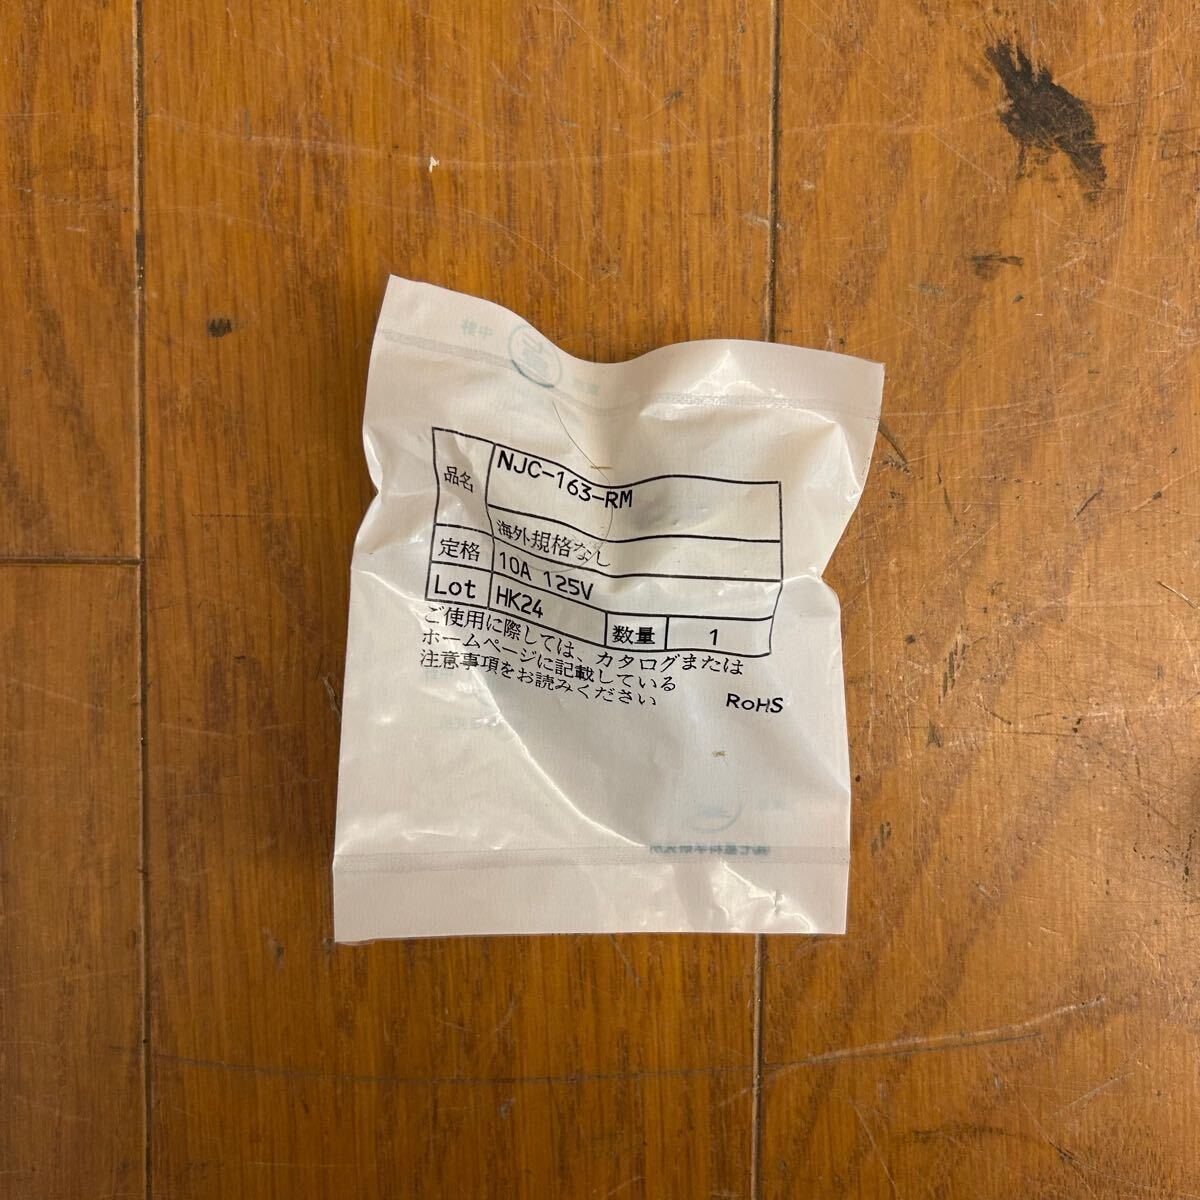 品名 NJC-163-RM
海外規格なし
定格 10A 125V
Lot HK24 数量 1
ご使用に際しては、カタログまたは
ホームページに記載している
注意事項をお読みください
RoHS